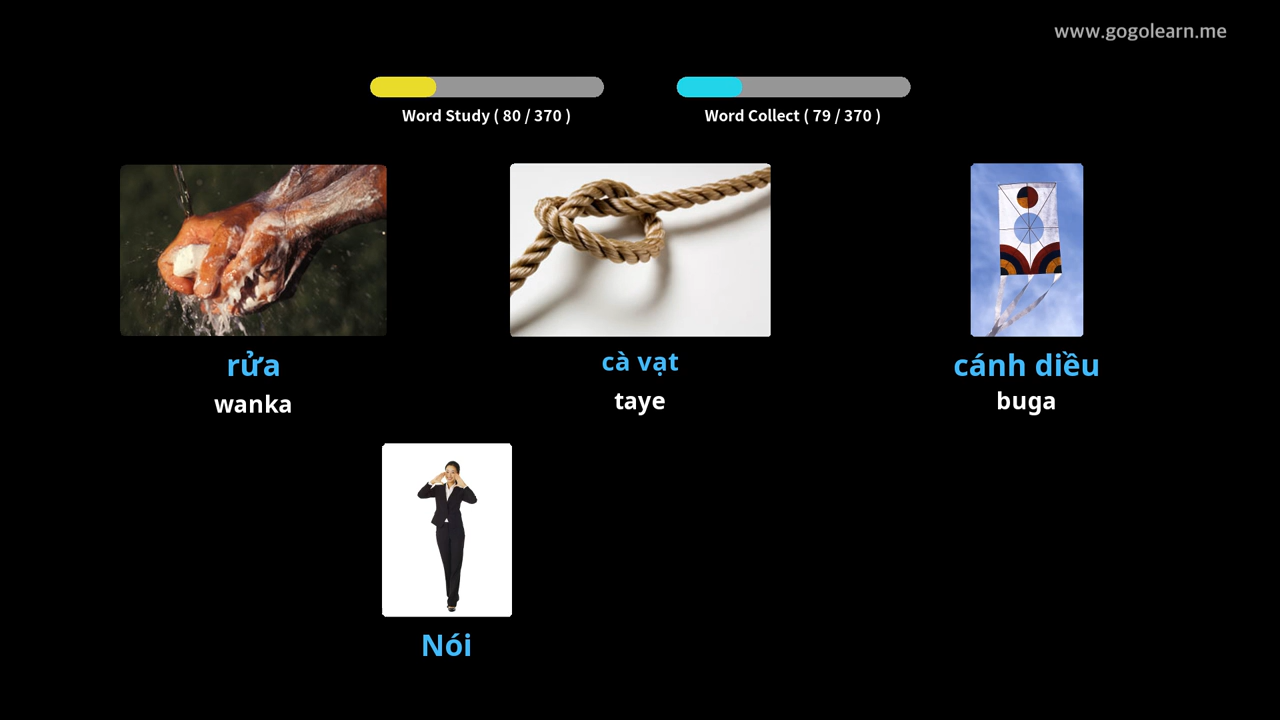 www.gogolearn.me
Word Study ( 80 / 370 )
Word Collect ( 79 / 370 )
rửa
cà vạt
cánh diều
wanka
taye
buga
Nói